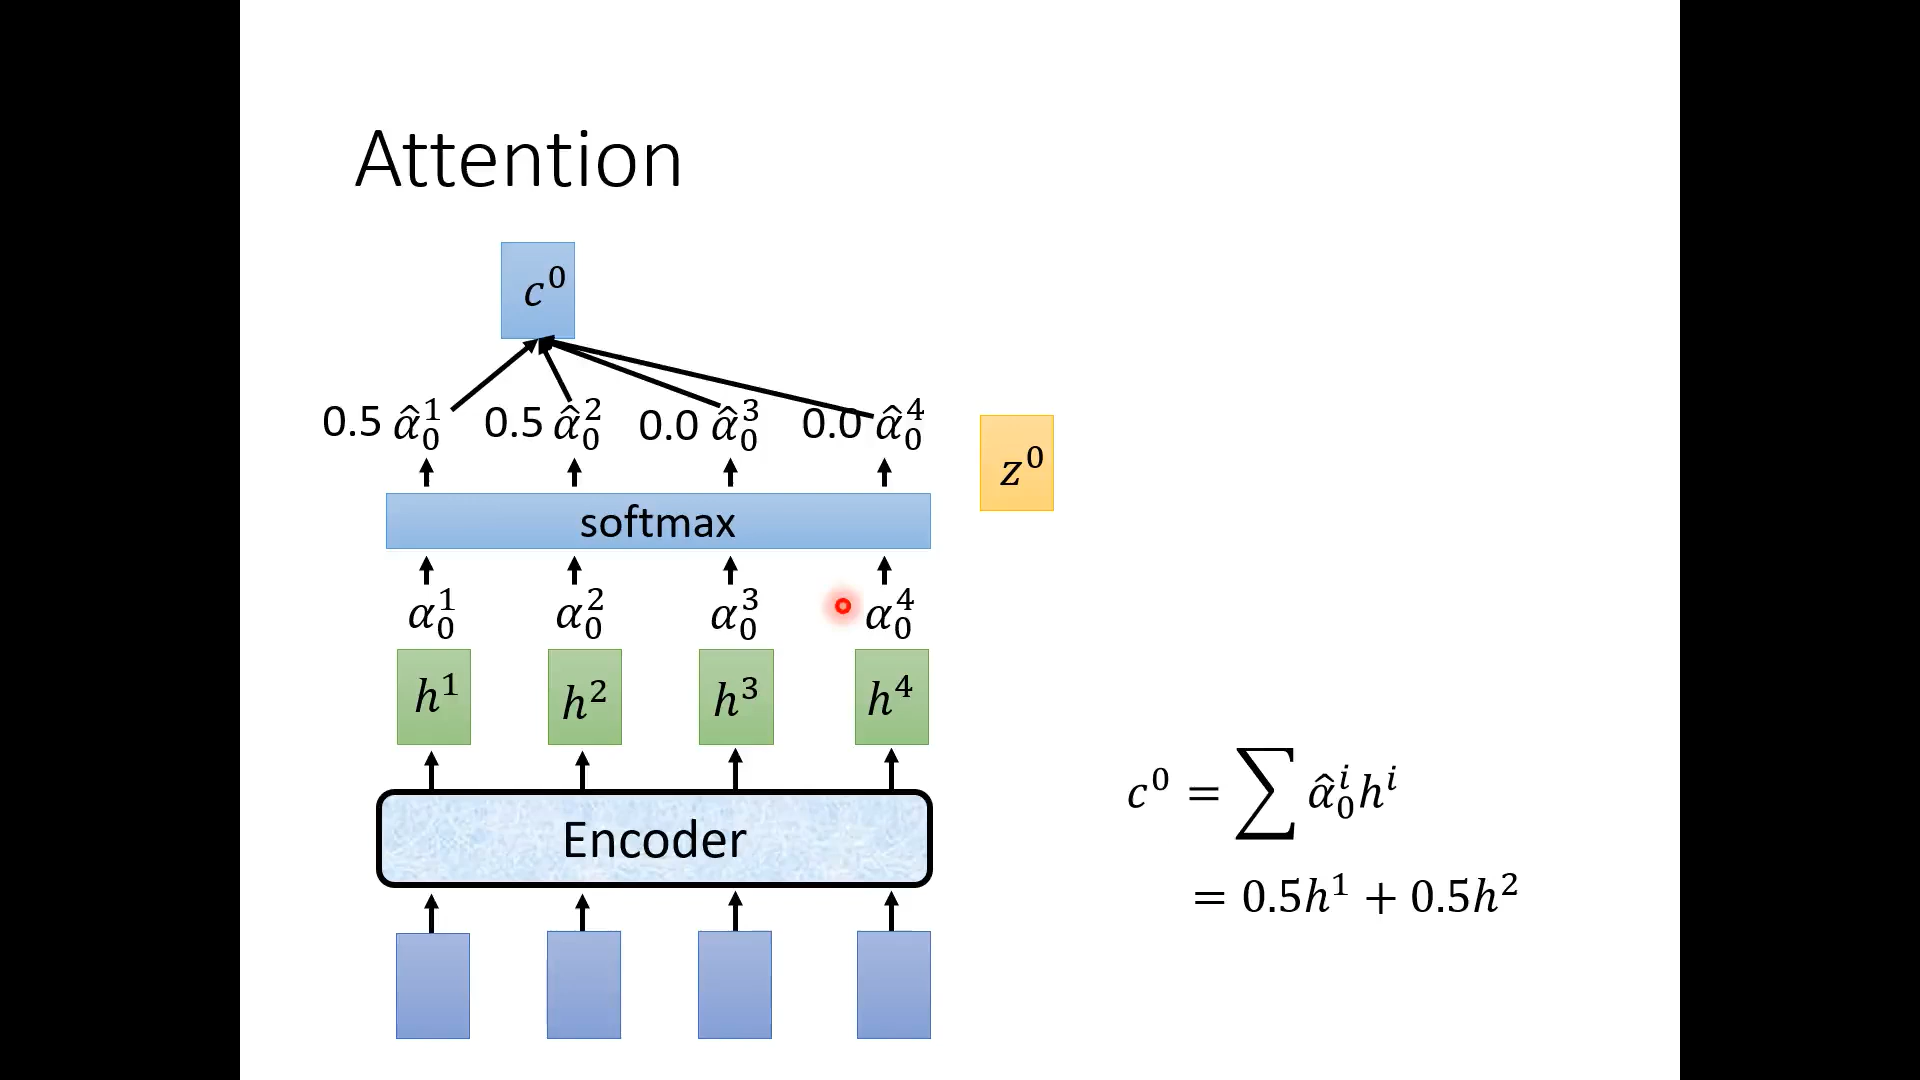 Attention
c⁰
0.5 α̂₀¹ 0.5 α̂₀² 0.0 α̂₀³ 0.0 α̂₀⁴
z⁰
softmax
α₀¹ α₀² α₀³ α₀⁴
h¹ h² h³ h⁴
c⁰ = ∑ α̂₀ⁱhⁱ
Encoder
= 0.5h¹ + 0.5h²